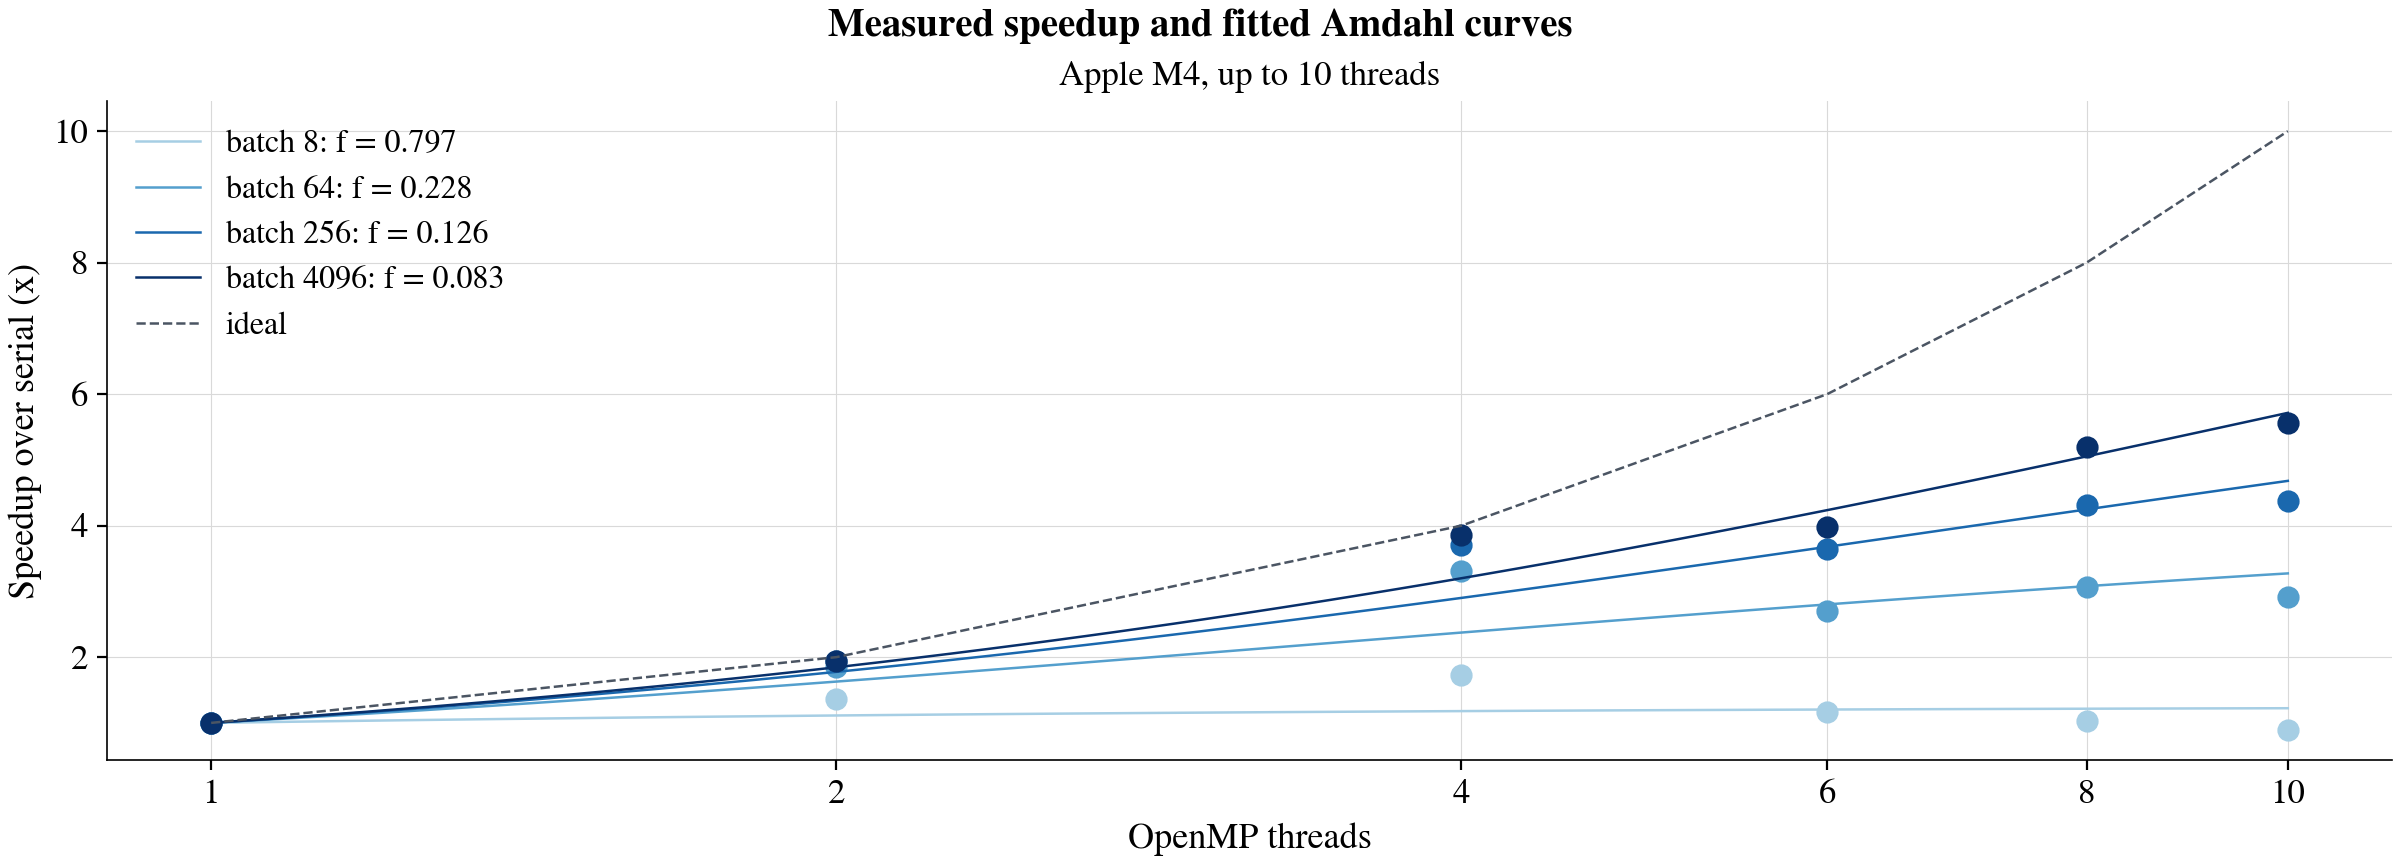 Measured speedup and fitted Amdahl curves
Apple M4, up to 10 threads
batch 8: f = 0.797
batch 64: f = 0.228
batch 256: f = 0.126
batch 4096: f = 0.083
ideal
Speedup over serial (x)
10
8
6
4
2
1 2 4 6 8 10
OpenMP threads